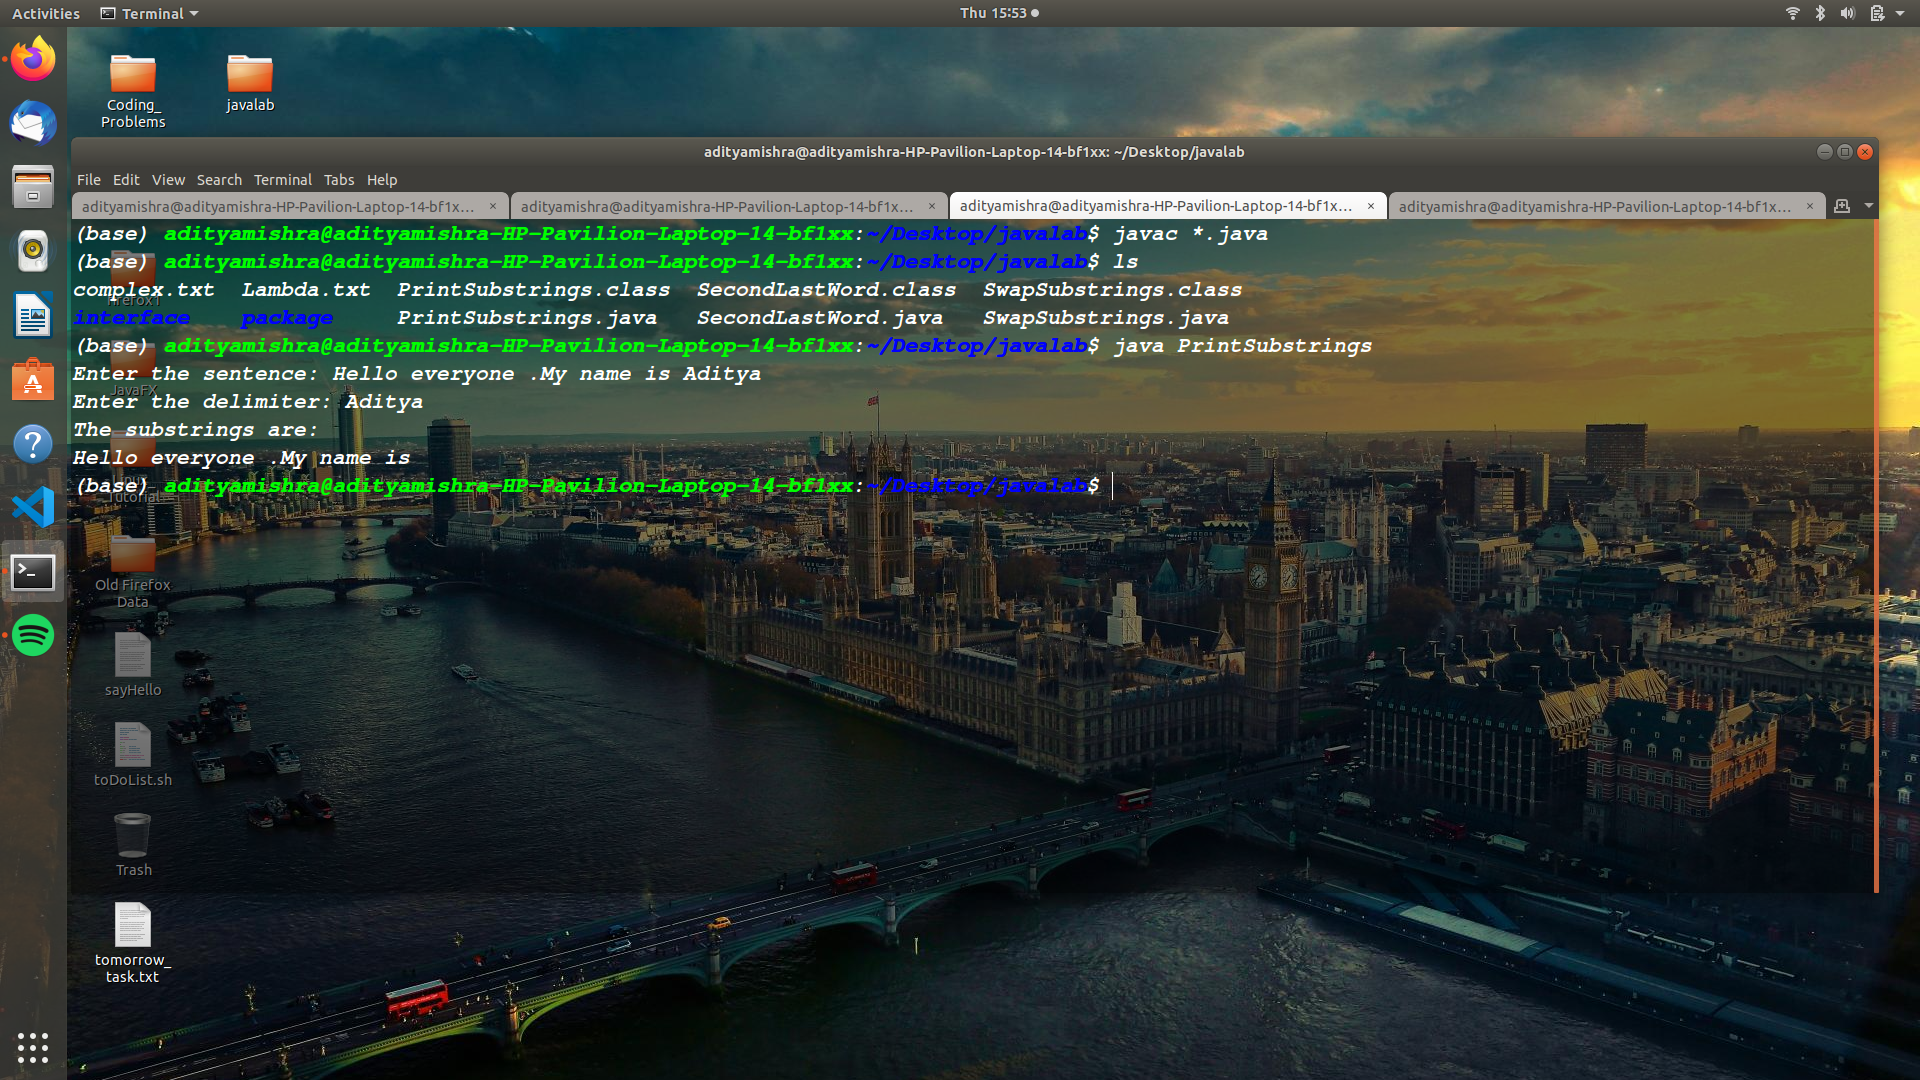 Activities Terminal Thu 15:53
Coding_
Problems
javalab
adityamishra@adityamishra-HP-Pavilion-Laptop-14-bf1xx: ~/Desktop/javalab
File Edit View Search Terminal Tabs Help
adityamishra@adityamishra-HP-Pavilion-Laptop-14-bf1x... × adityamishra@adityamishra-HP-Pavilion-Laptop-14-bf1x... × adityamishra@adityamishra-HP-Pavilion-Laptop-14-bf1x... × adityamishra@adityamishra-HP-Pavilion-Laptop-14-bf1x... ×
(base) adityamishra@adityamishra-HP-Pavilion-Laptop-14-bf1xx:~/Desktop/javalab$ javac *.java
(base) adityamishra@adityamishra-HP-Pavilion-Laptop-14-bf1xx:~/Desktop/javalab$ ls
complex.txt Lambda.txt PrintSubstrings.class SecondLastWord.class SwapSubstrings.class
interface package PrintSubstrings.java SecondLastWord.java SwapSubstrings.java
(base) adityamishra@adityamishra-HP-Pavilion-Laptop-14-bf1xx:~/Desktop/javalab$ java PrintSubstrings
Enter the sentence: Hello everyone .My name is Aditya
JavaFX
Enter the delimiter: Aditya
The substrings are:
Hello everyone .My name is
(base) adityamishra@adityamishra-HP-Pavilion-Laptop-14-bf1xx:~/Desktop/javalab$
Tutorial
Old Firefox
Data
sayHello
toDoList.sh
Trash
tomorrow_
task.txt